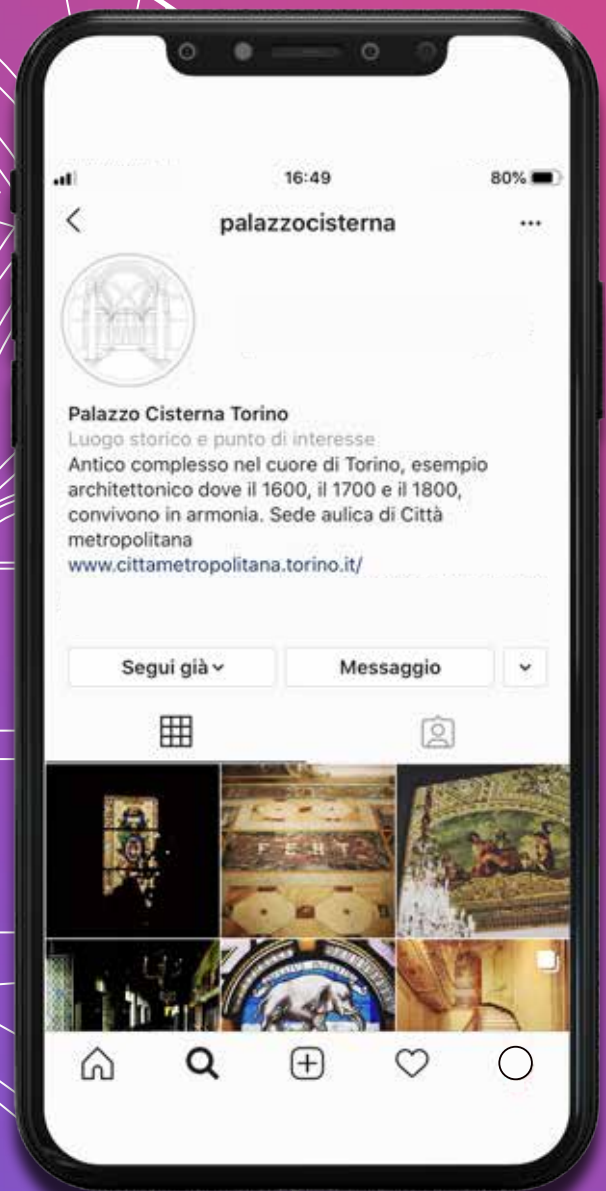 16:49 80%
palazzocisterna
Palazzo Cisterna Torino
Luogo storico e punto di interesse
Antico complesso nel cuore di Torino, esempio
architettonico dove il 1600, il 1700 e il 1800,
convivono in armonia. Sede aulica di Città
metropolitana
www.cittametropolitana.torino.it/
Segui già Messaggio
FERT